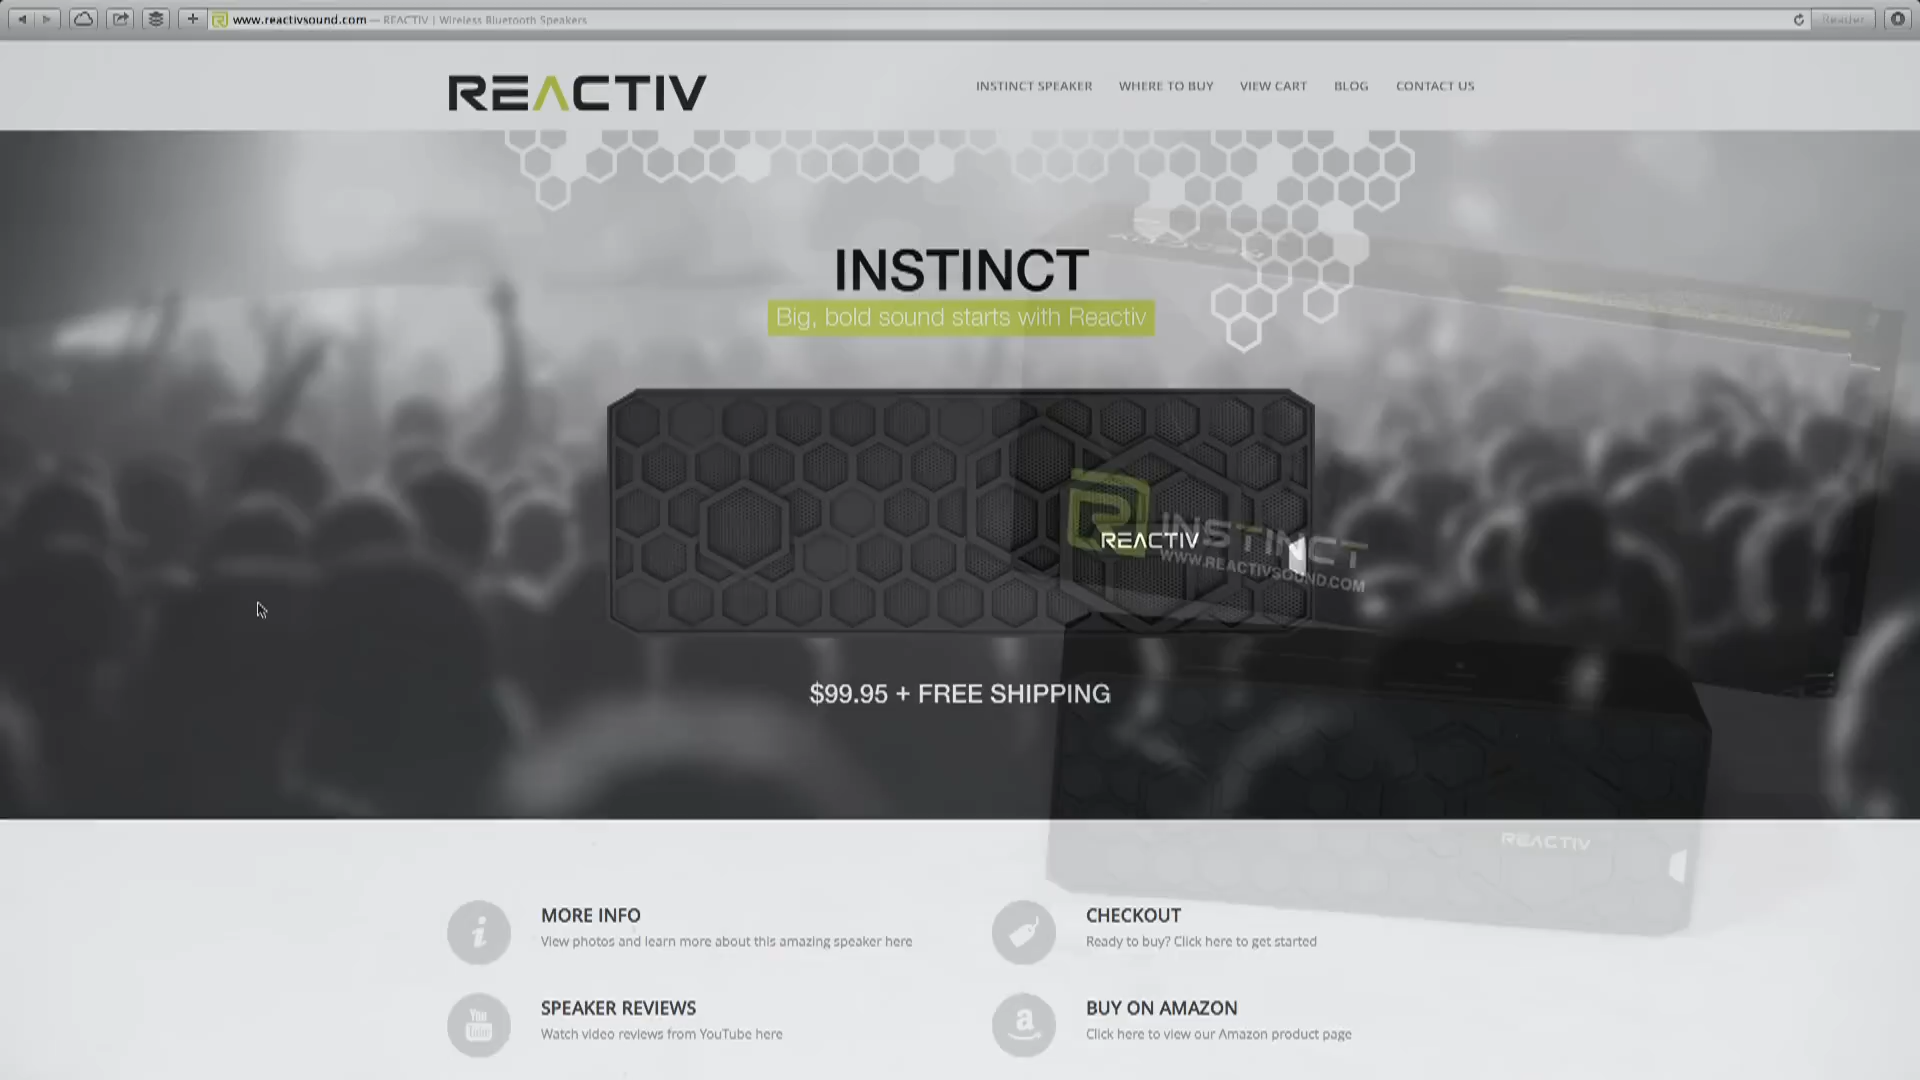 www.reactivsound.com — REACTIV | Wireless Bluetooth Speakers
Reader
REACTIV
INSTINCT SPEAKER
WHERE TO BUY
VIEW CART
BLOG
CONTACT US
INSTINCT
Big, bold sound starts with Reactiv
INSTINCT
REACTIV
WWW.REACTIVSOUND.COM
$99.95 + FREE SHIPPING
REACTIV
MORE INFO
View photos and learn more about this amazing speaker here
CHECKOUT
Ready to buy? Click here to get started
You
Tube
SPEAKER REVIEWS
Watch video reviews from YouTube here
a
BUY ON AMAZON
Click here to view our Amazon product page